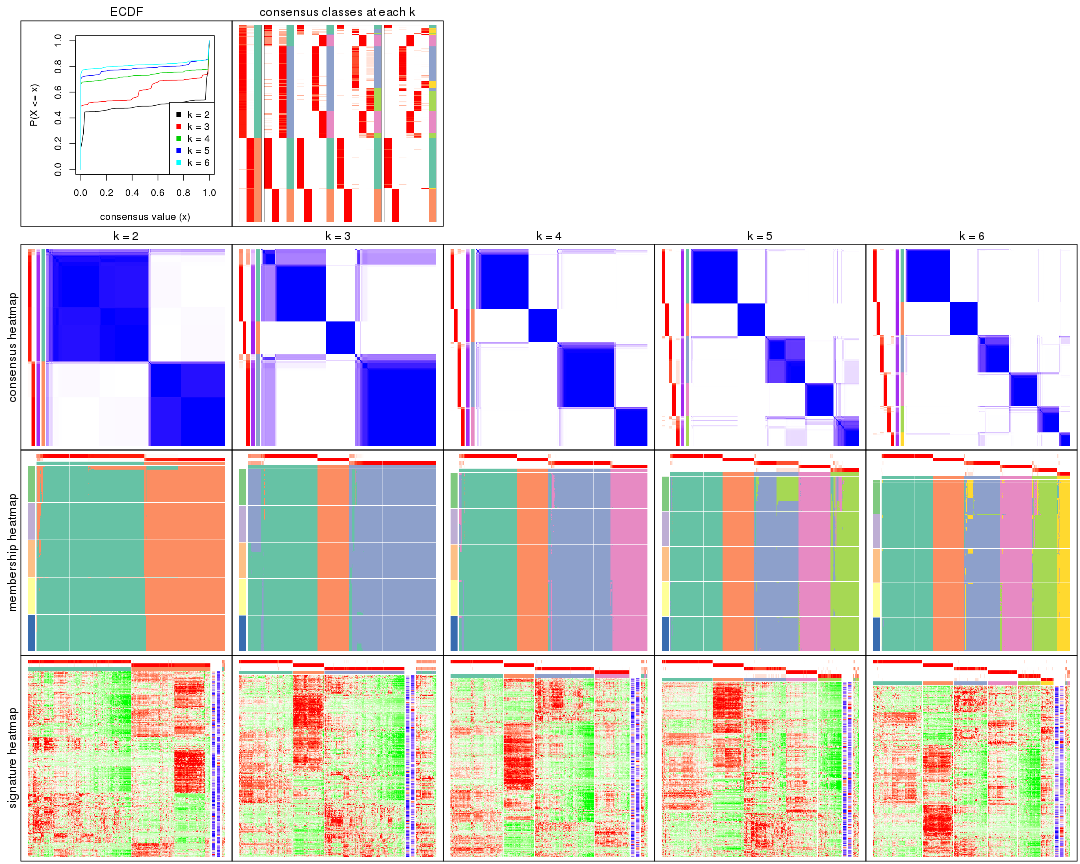 ECDF
consensus classes at each k
P(X <= x)
0.0
0.2
0.4
0.6
0.8
1.0
k = 2
k = 3
k = 4
k = 5
k = 6
0.0 0.2 0.4 0.6 0.8 1.0
consensus value (x)
k = 2
k = 3
k = 4
k = 5
k = 6
consensus heatmap
membership heatmap
signature heatmap